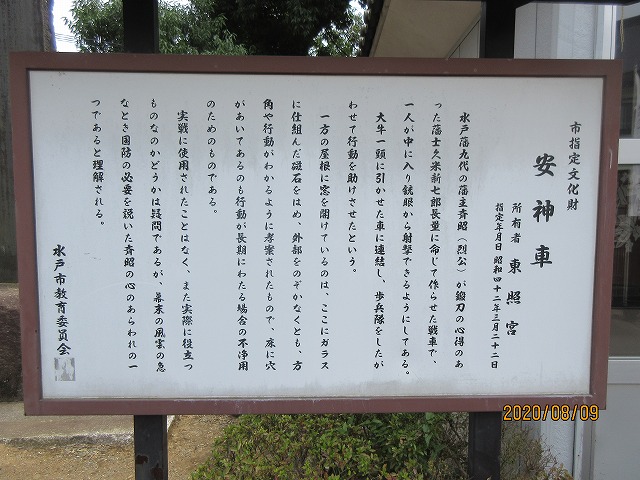 市指定文化財
安神車
所有者 東照宮
指定年月日 昭和四十二年三月二十二日
水戸藩九代の藩主斉昭（烈公）が鍛刀の心得のあ
った藩士久米新七郎長量に命じて作らせた戦車で、
一人が中に入り銃眼から射撃できるようにしてある。
大牛一頭に引かせた車に連結し、歩兵隊をしたが
わせて行動を助けさせたという。
一方の屋根に窓を開けているのは、ここにガラス
に仕組んだ磁石をはめ、外部をのぞかなくとも、方
角や行動がわかるように考案されたもので、床に穴
があいてあるのも行動が長期にわたる場合の不浄用
のためのものである。
実戦に使用されたことはなく、また実際に役立つ
ものなのかどうかは疑問であるが、幕末の風雲の急
なとき国防の必要を説いた斉昭の心のあらわれの一
つであると理解される。
水戸市教育委員会
2020/08/09